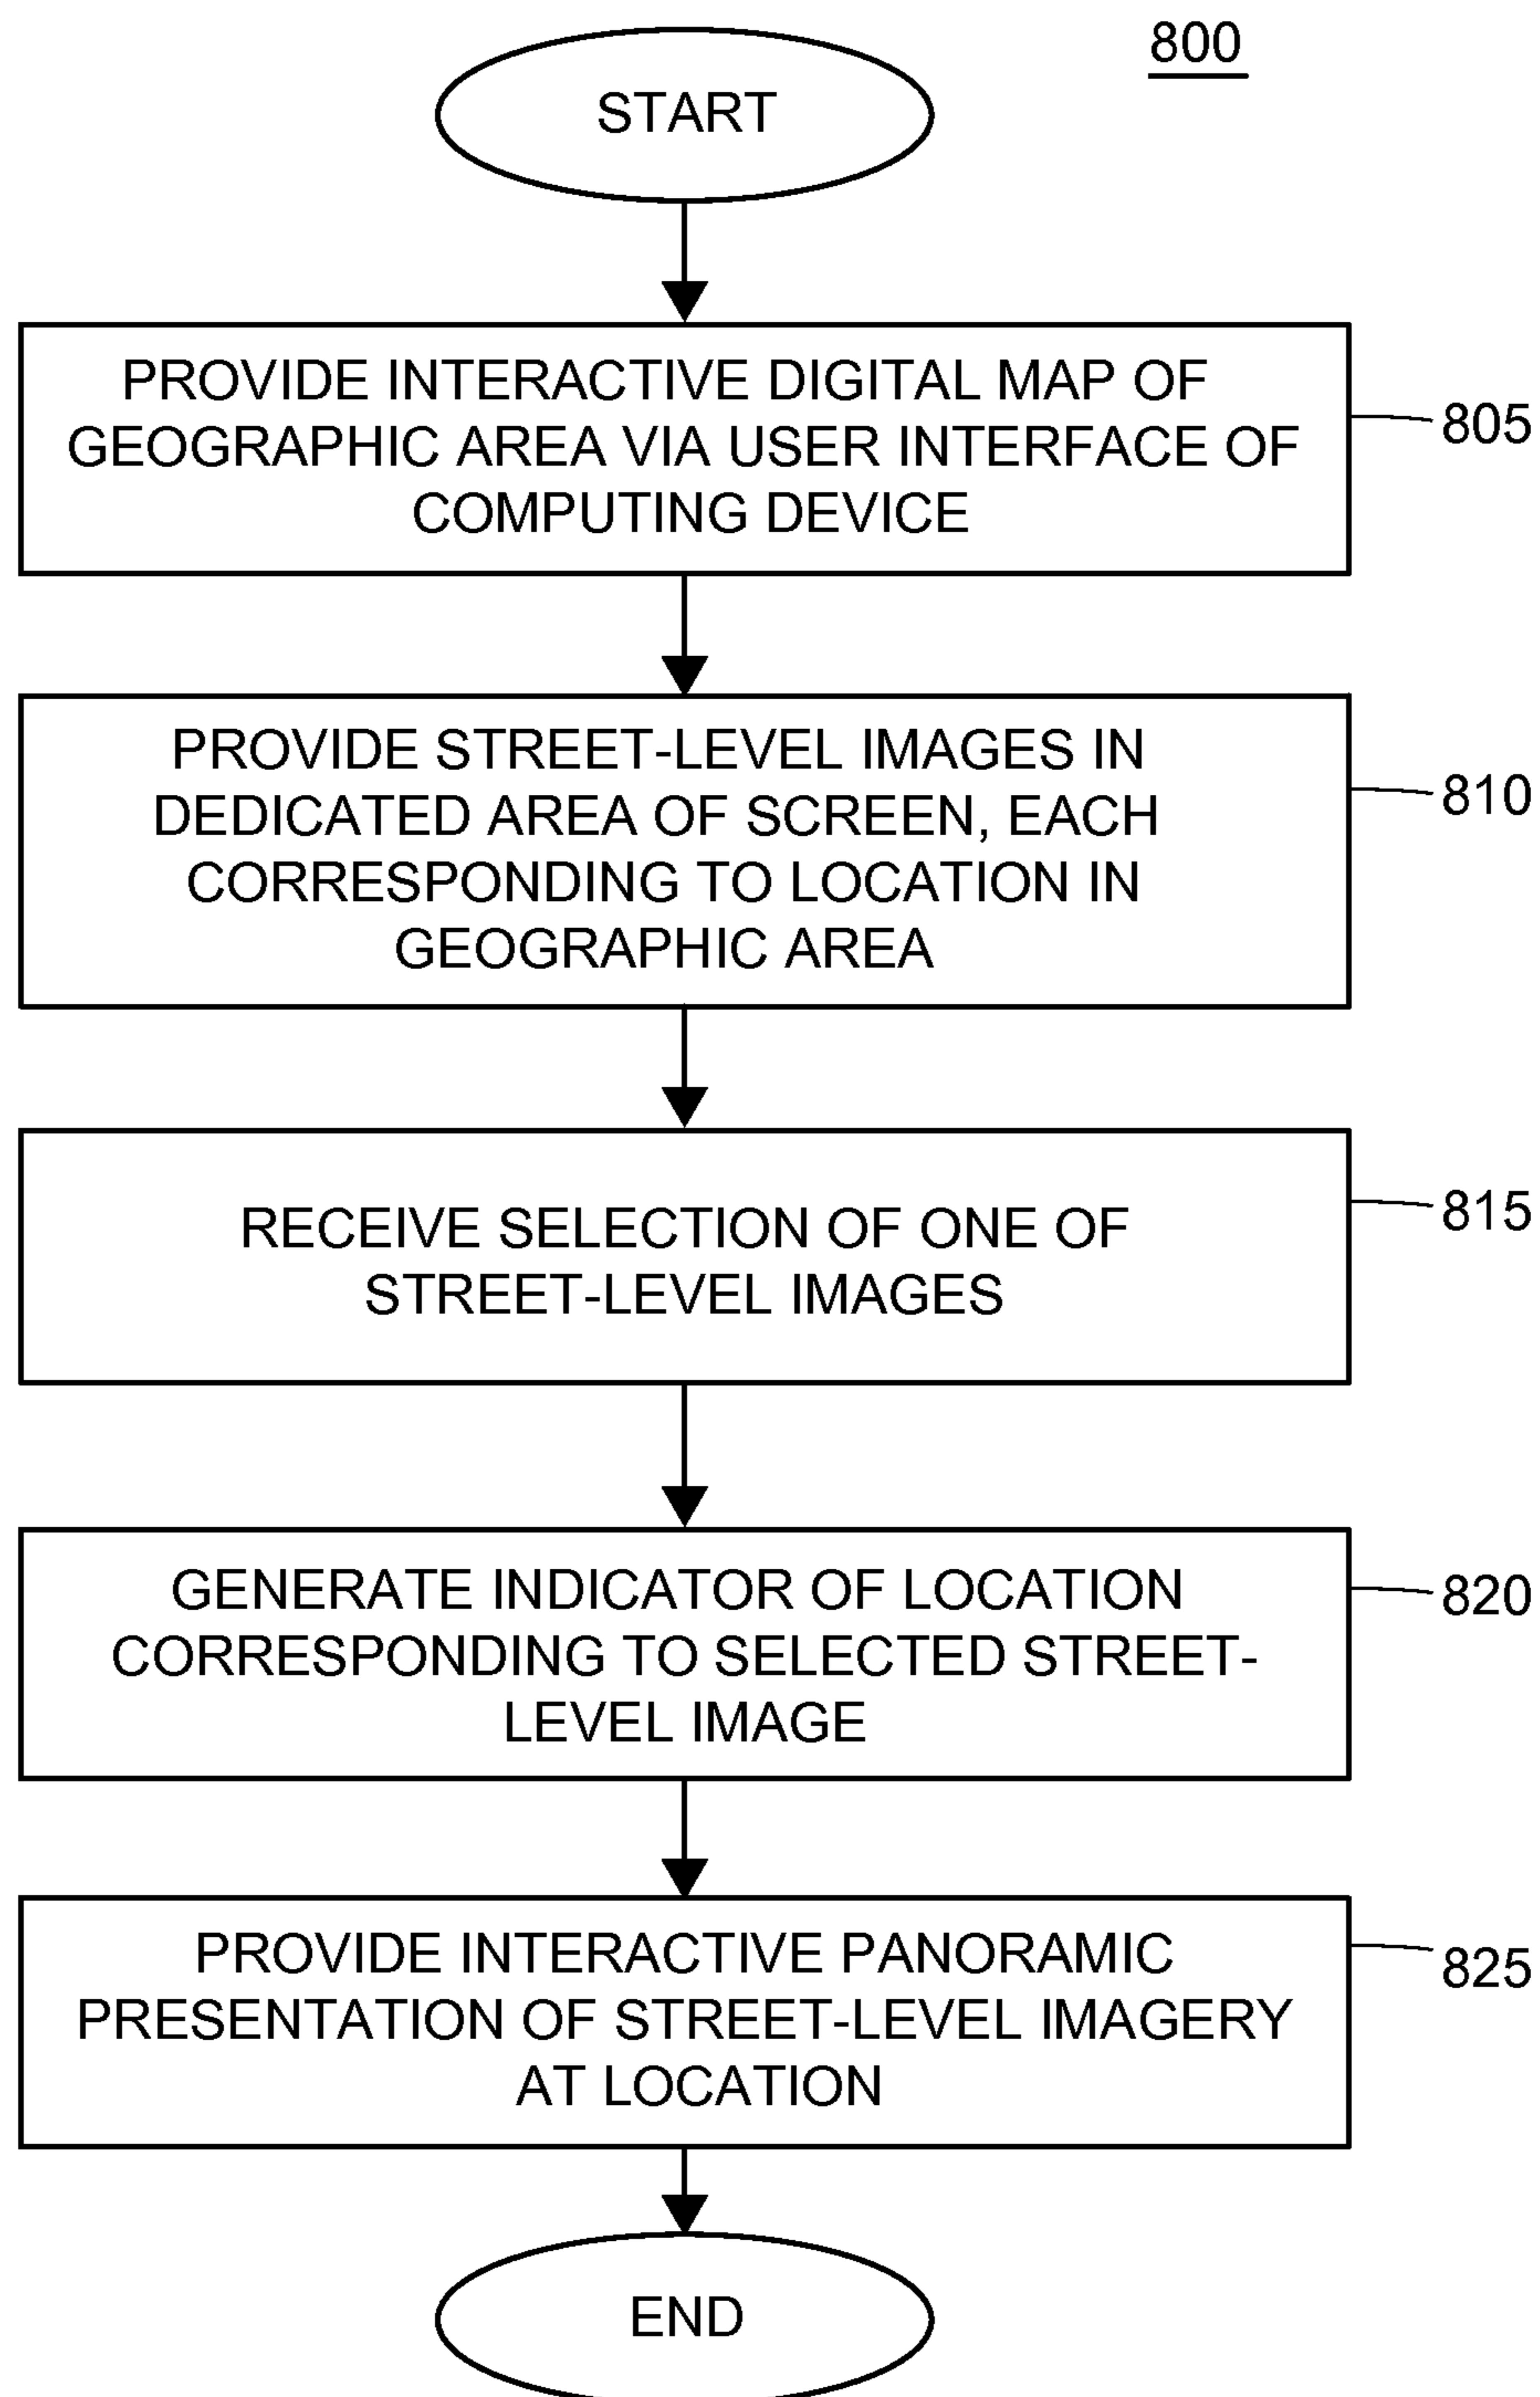 800
START
PROVIDE INTERACTIVE DIGITAL MAP OF
GEOGRAPHIC AREA VIA USER INTERFACE OF
COMPUTING DEVICE
805
PROVIDE STREET-LEVEL IMAGES IN
DEDICATED AREA OF SCREEN, EACH
CORRESPONDING TO LOCATION IN
GEOGRAPHIC AREA
810
RECEIVE SELECTION OF ONE OF
STREET-LEVEL IMAGES
815
GENERATE INDICATOR OF LOCATION
CORRESPONDING TO SELECTED STREET-
LEVEL IMAGE
820
PROVIDE INTERACTIVE PANORAMIC
PRESENTATION OF STREET-LEVEL IMAGERY
AT LOCATION
825
END